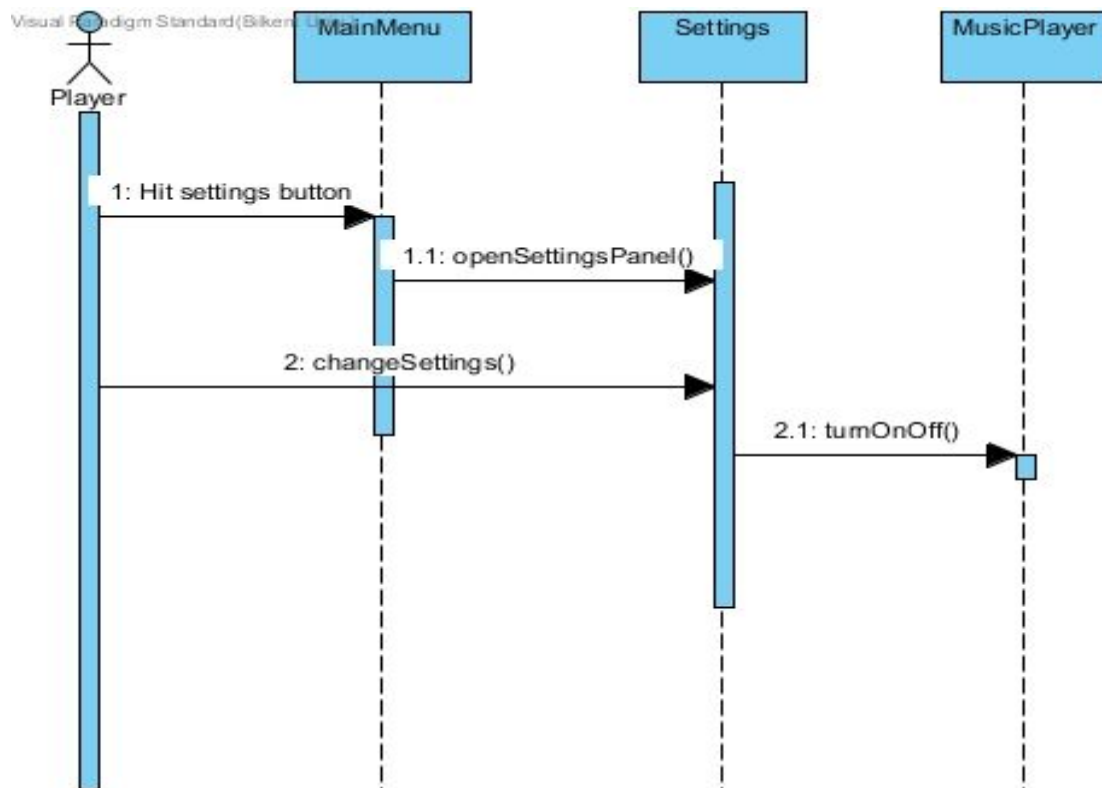 Visual Paradigm Standard(Bilkent
MainMenu
Settings
MusicPlayer
Player
1: Hit settings button
1.1: openSettingsPanel()
2: changeSettings()
2.1: turnOnOff()